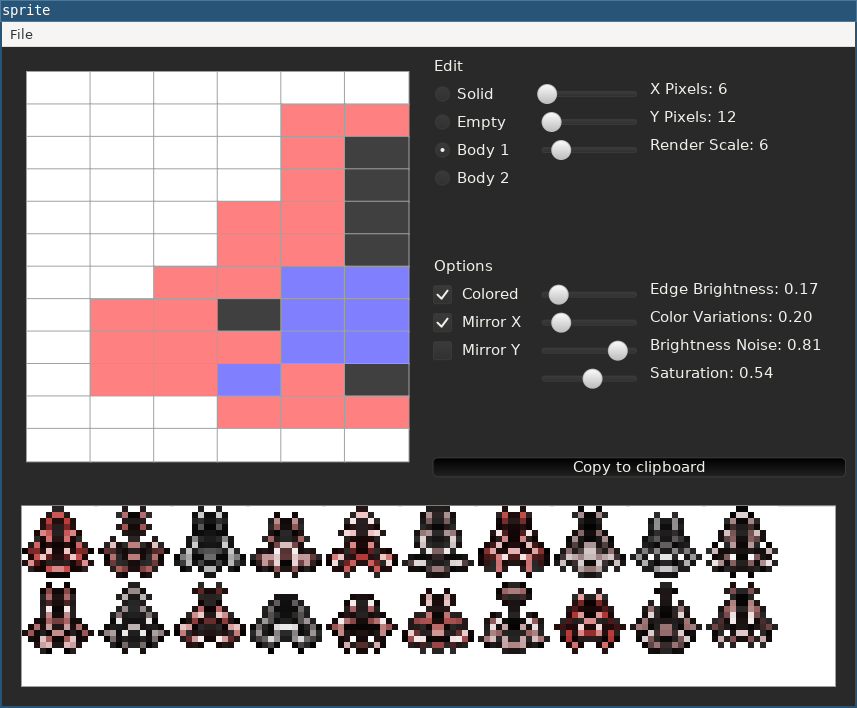 sprite
File
Edit
Solid
Empty
Body 1
Body 2
X Pixels: 6
Y Pixels: 12
Render Scale: 6
Options
Colored
Mirror X
Mirror Y
Edge Brightness: 0.17
Color Variations: 0.20
Brightness Noise: 0.81
Saturation: 0.54
Copy to clipboard